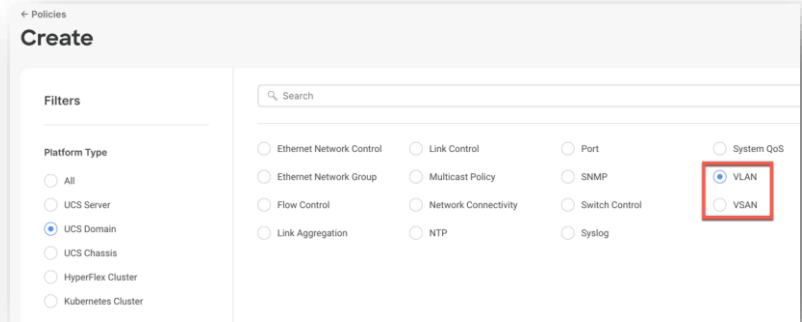 ← Policies
Create
Filters
Search
Platform Type
All
UCS Server
UCS Domain
UCS Chassis
HyperFlex Cluster
Kubernetes Cluster
Ethernet Network Control
Link Control
Port
System QoS
Ethernet Network Group
Multicast Policy
SNMP
VLAN
Flow Control
Network Connectivity
Switch Control
VSAN
Link Aggregation
NTP
Syslog